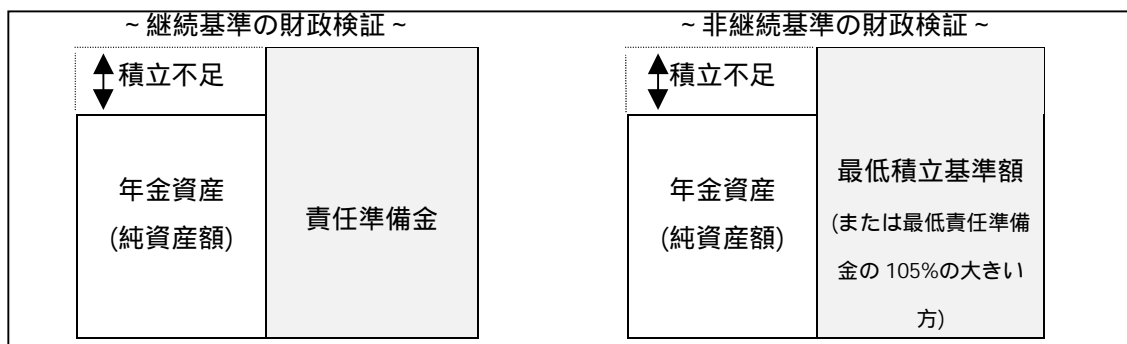 ~ 継続基準の財政検証 ~
積立不足
年金資産
(純資産額)
責任準備金
~ 非継続基準の財政検証 ~
積立不足
年金資産
(純資産額)
最低積立基準額
(または最低責任準備
金の 105%の大きい
方)